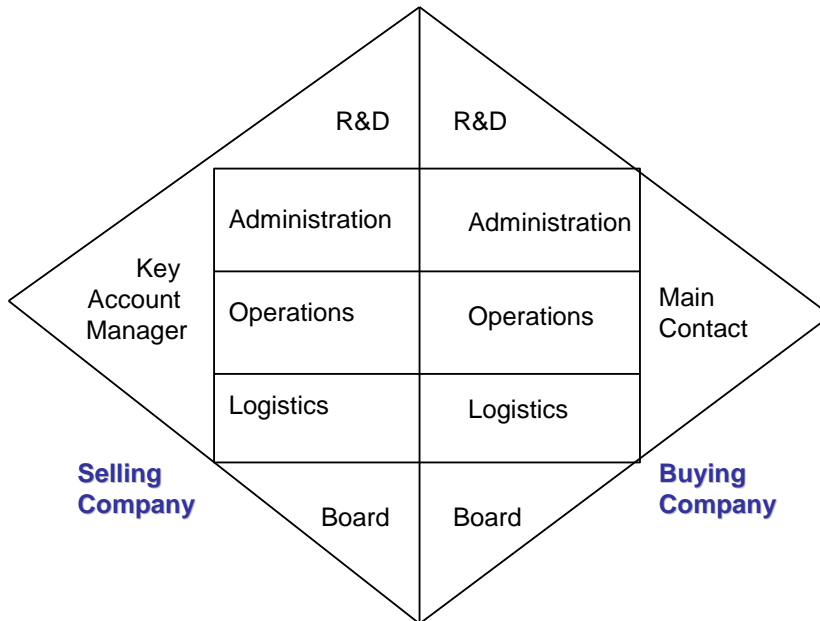 R&D
R&D
Administration
Administration
Key
Account
Manager
Operations
Operations
Main
Contact
Logistics
Logistics
Selling
Company
Buying
Company
Board
Board